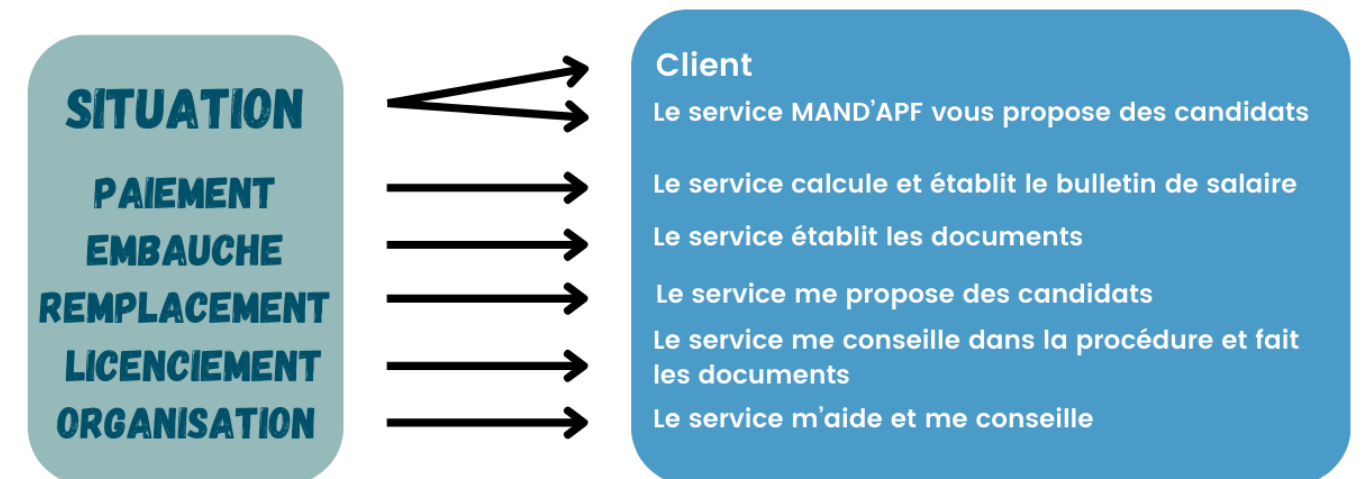 SITUATION
PAIEMENT
EMBAUCHE
REMPLACEMENT
LICENCIEMENT
ORGANISATION
Client
Le service MAND'APF vous propose des candidats
Le service calcule et établit le bulletin de salaire
Le service établit les documents
Le service me propose des candidats
Le service me conseille dans la procédure et fait
les documents
Le service m'aide et me conseille